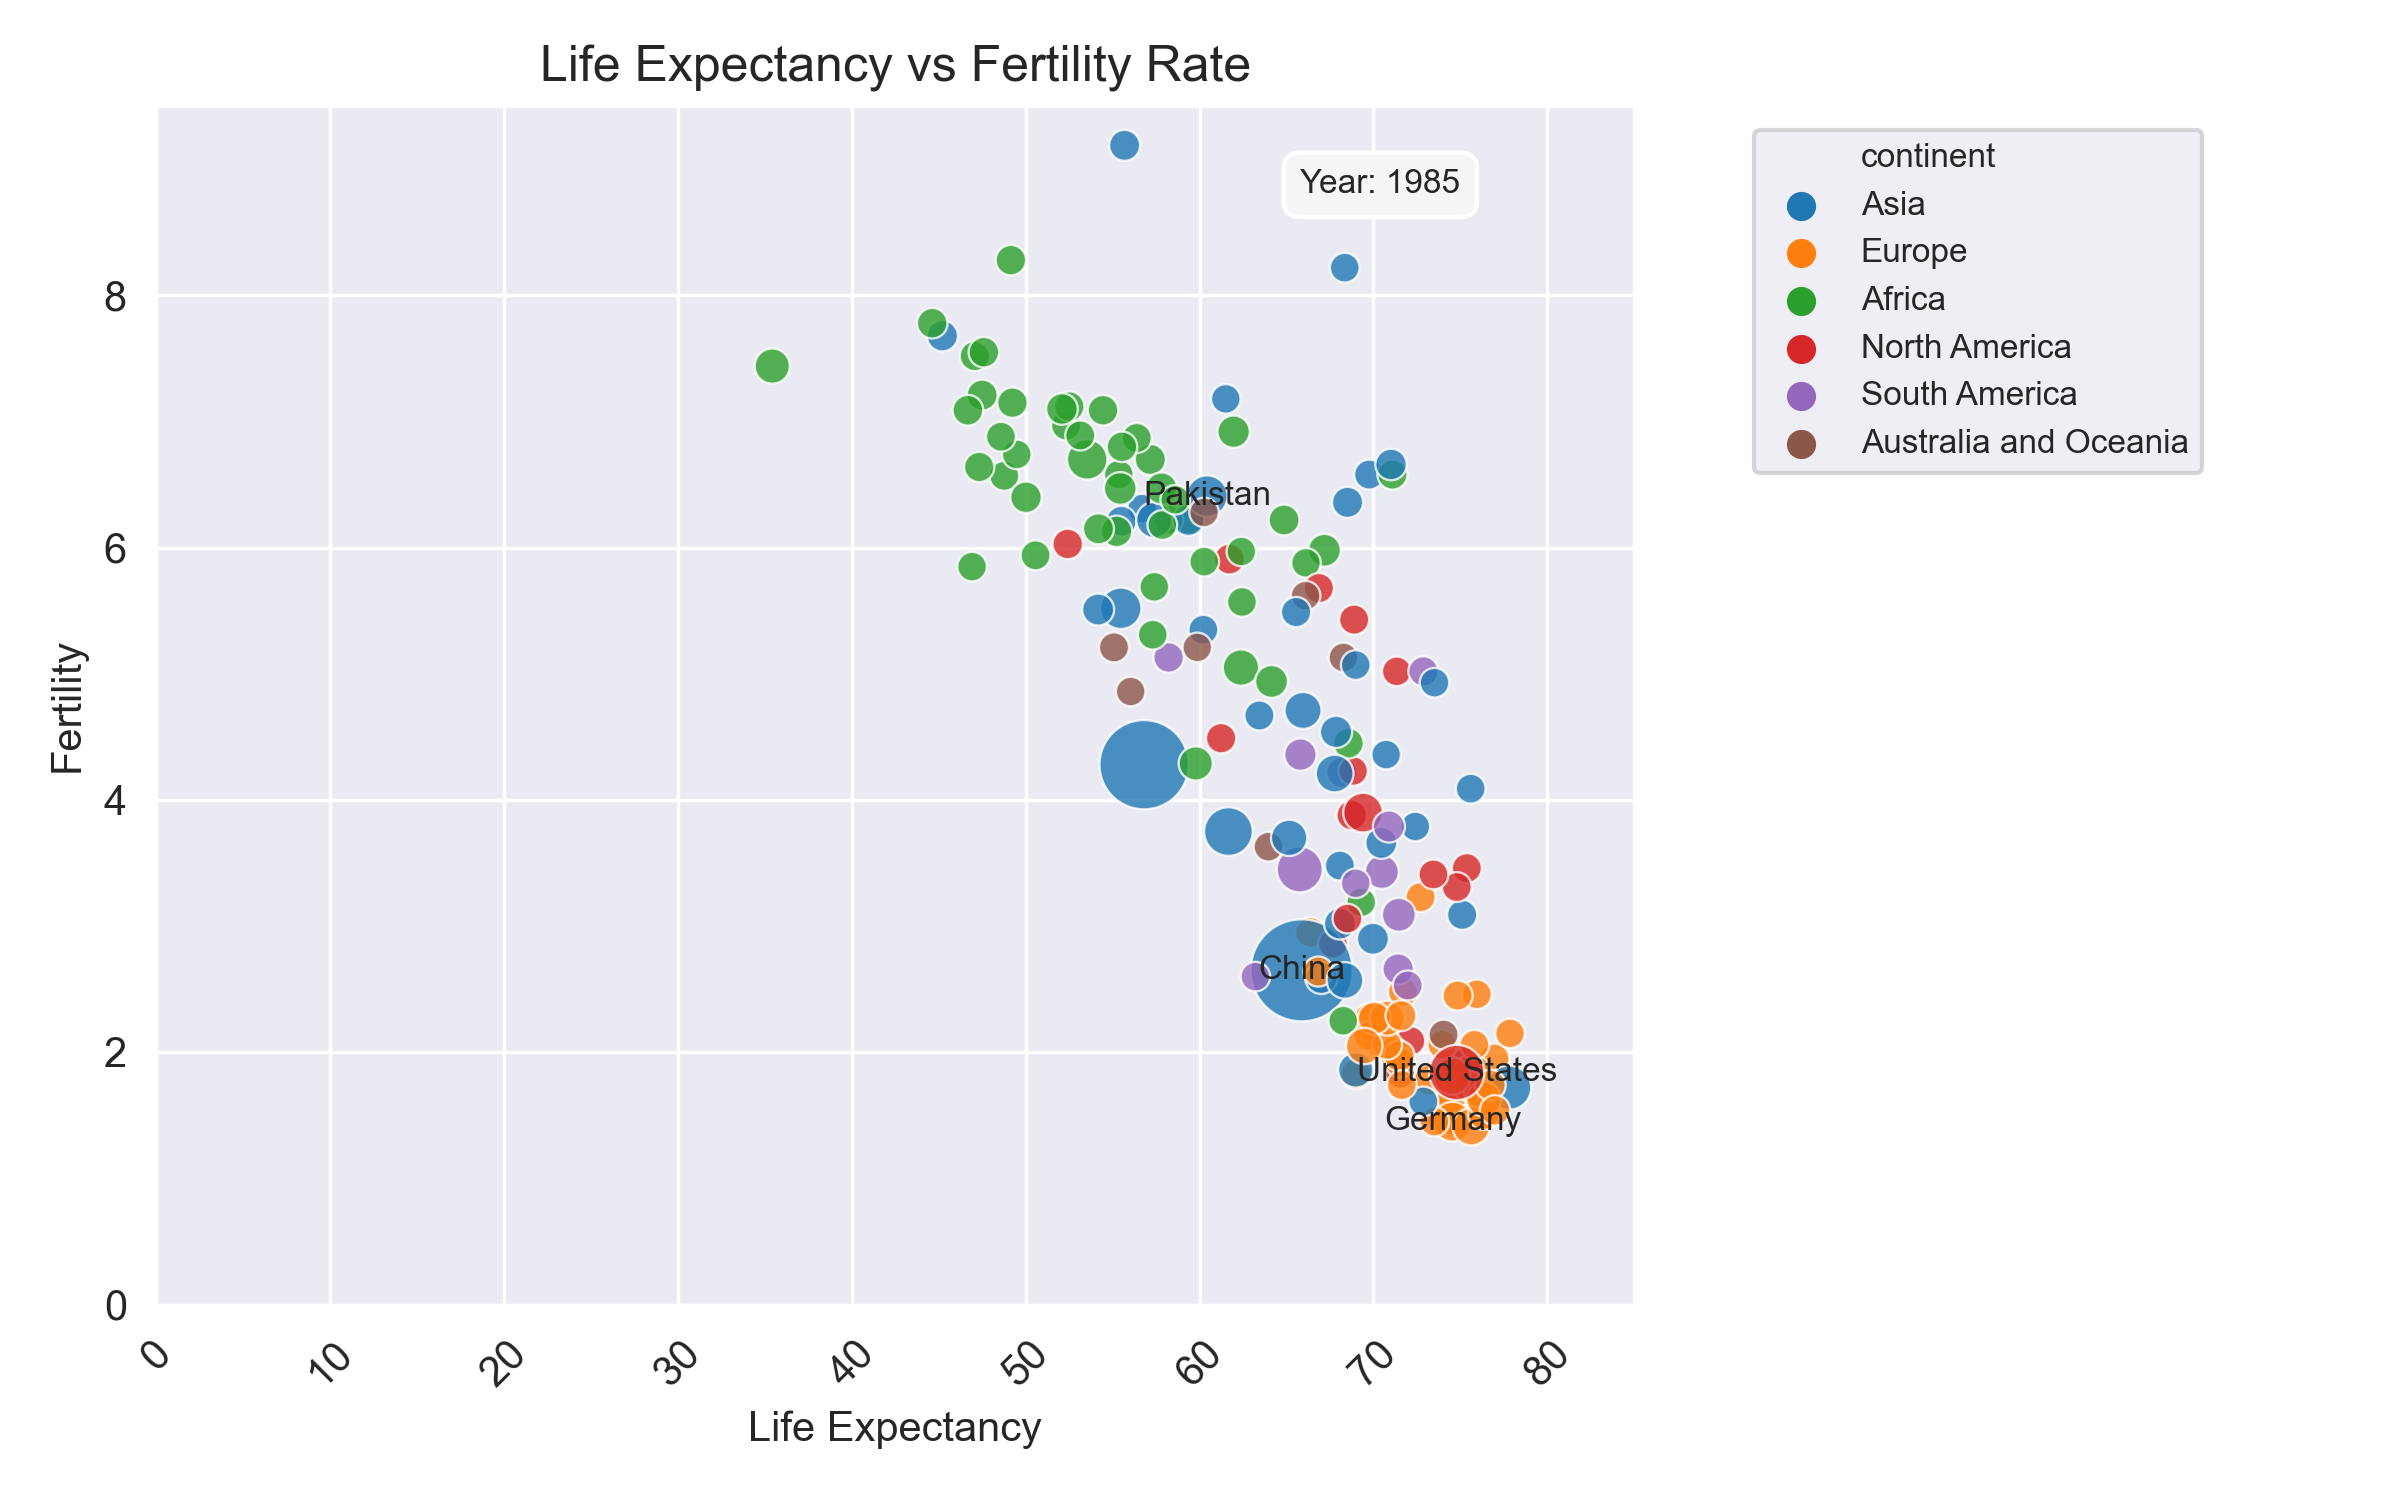 Life Expectancy vs Fertility Rate
Year: 1985
continent
Asia
Europe
Africa
North America
South America
Australia and Oceania
8
6
4
2
0
Fertility
Pakistan
China
United States
Germany
0 10 20 30 40 50 60 70 80
Life Expectancy